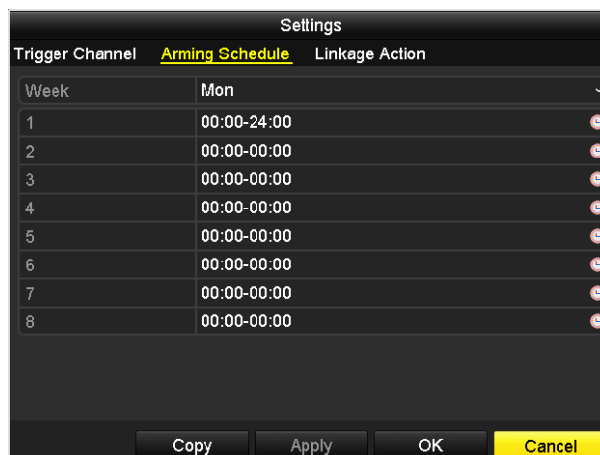 Settings
Trigger Channel Arming Schedule Linkage Action
Week Mon
1 00:00-24:00
2 00:00-00:00
3 00:00-00:00
4 00:00-00:00
5 00:00-00:00
6 00:00-00:00
7 00:00-00:00
8 00:00-00:00
Copy Apply OK Cancel